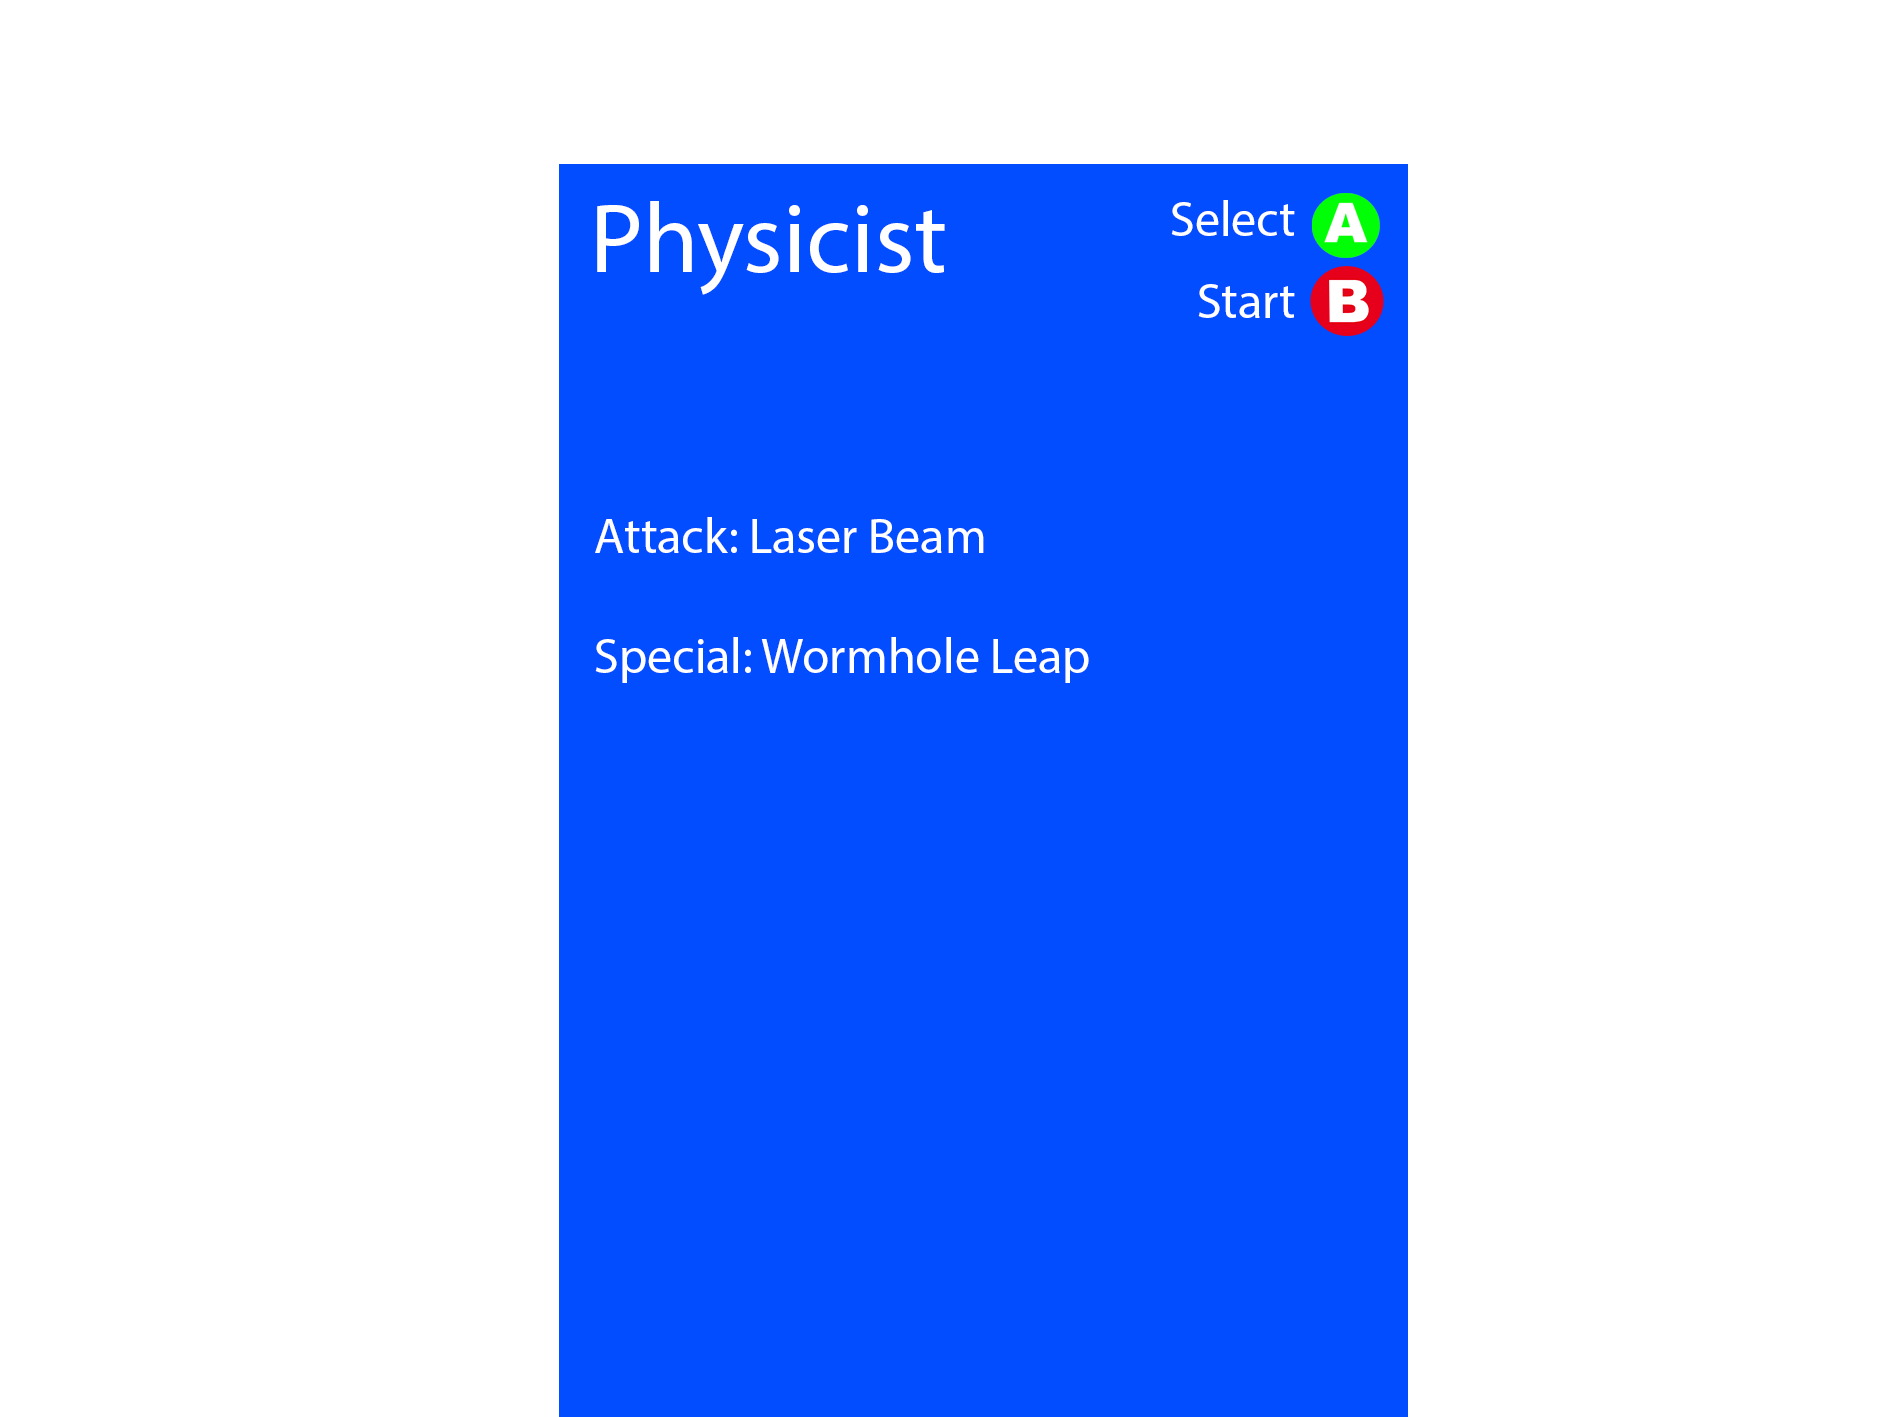 Physicist
Select A
Start B
Attack: Laser Beam
Special: Wormhole Leap